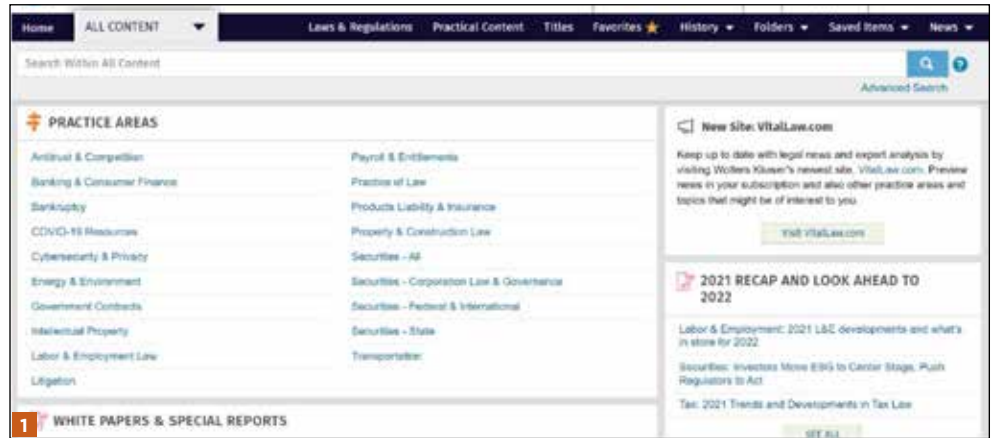 Home ALL CONTENT Laws & Regulations Practical Content Titles Favorites History Folders Saved Items News
Search Within All Content
Advanced Search
PRACTICE AREAS
Antitrust & Competition
Banking & Consumer Finance
Bankruptcy
COVID-19 Resources
Cybersecurity & Privacy
Energy & Environment
Government Contracts
Intellectual Property
Labor & Employment Law
Litigation
Payroll & Entitlements
Practice of Law
Products Liability & Insurance
Property & Construction Law
Securities - All
Securities - Corporation Law & Governance
Securities - Federal & International
Securities - State
Transportation
1 WHITE PAPERS & SPECIAL REPORTS
New Site: VitalLaw.com
Keep up to date with legal news and expert analysis by
visiting Wolters Kluwer's newest site, VitalLaw.com. Preview
news in your subscription and also other practice areas and
topics that might be of interest to you.
Visit VitalLaw.com
2021 RECAP AND LOOK AHEAD TO
2022
Labor & Employment: 2021 L&E developments and what's
in store for 2022
Securities: Investors Move ESG to Center Stage, Push
Regulators to Act
Tax: 2021 Trends and Developments in Tax Law
SEE ALL